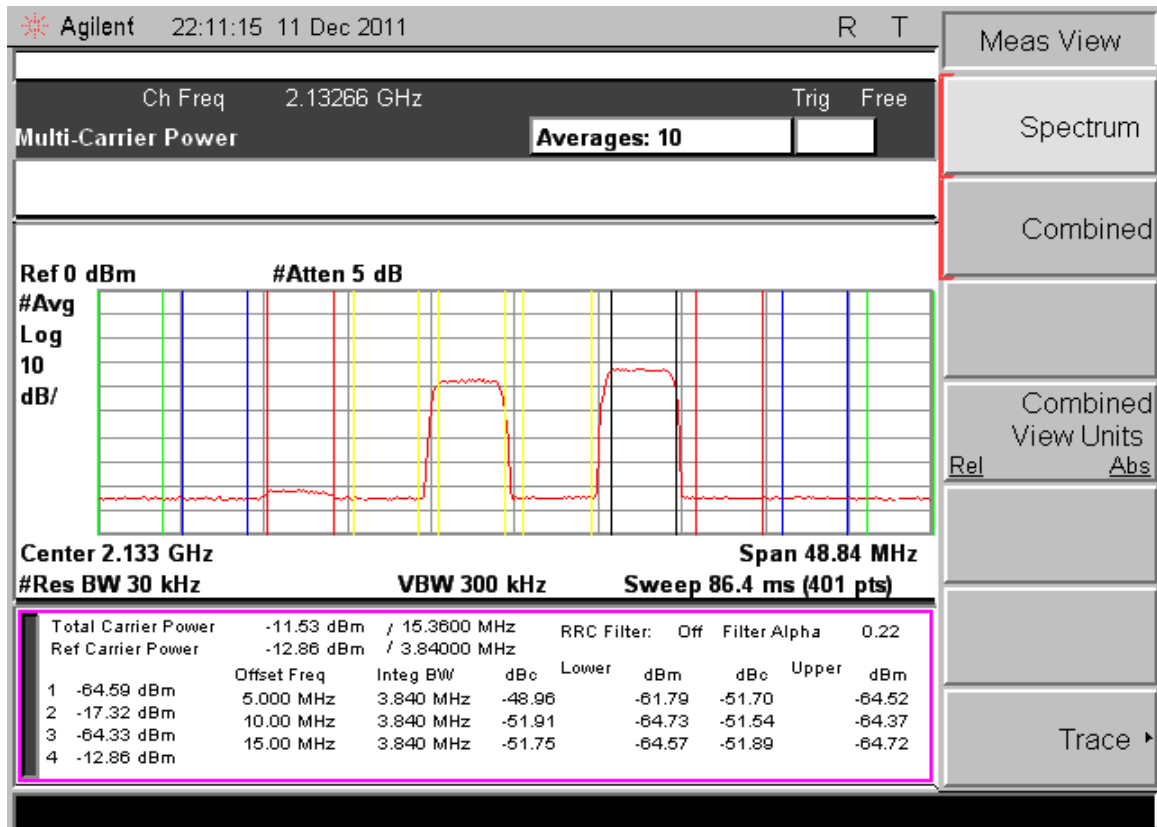 Agilent 22:11:15 11 Dec 2011 R T
Meas View
Ch Freq 2.13266 GHz Trig Free
Multi-Carrier Power Averages: 10
Spectrum
Combined
Ref 0 dBm #Atten 5 dB
#Avg
Log
10
dB/
Combined
View Units
Rel Abs
Center 2.133 GHz Span 48.84 MHz
#Res BW 30 kHz VBW 300 kHz Sweep 86.4 ms (401 pts)
Total Carrier Power -11.53 dBm / 15.3600 MHz RRC Filter: Off Filter Alpha 0.22
Ref Carrier Power -12.86 dBm / 3.84000 MHz
Offset Freq Integ BW dBc Lower dBm dBc Upper dBm
1 -64.59 dBm 5.000 MHz 3.840 MHz -48.96 -61.79 -51.70 -64.52
2 -17.32 dBm 10.00 MHz 3.840 MHz -51.91 -64.73 -51.54 -64.37
3 -64.33 dBm 15.00 MHz 3.840 MHz -51.75 -64.57 -51.89 -64.72
4 -12.86 dBm
Trace